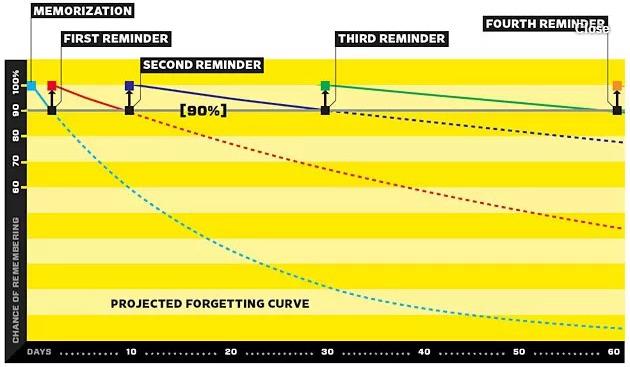 MEMORIZATION
FOURTH REMINDER
Close
FIRST REMINDER
THIRD REMINDER
SECOND REMINDER
100%
90
[90%]
80
70
60
CHANCE OF REMEMBERING
PROJECTED FORGETTING CURVE
DAYS 10 20 30 40 50 60